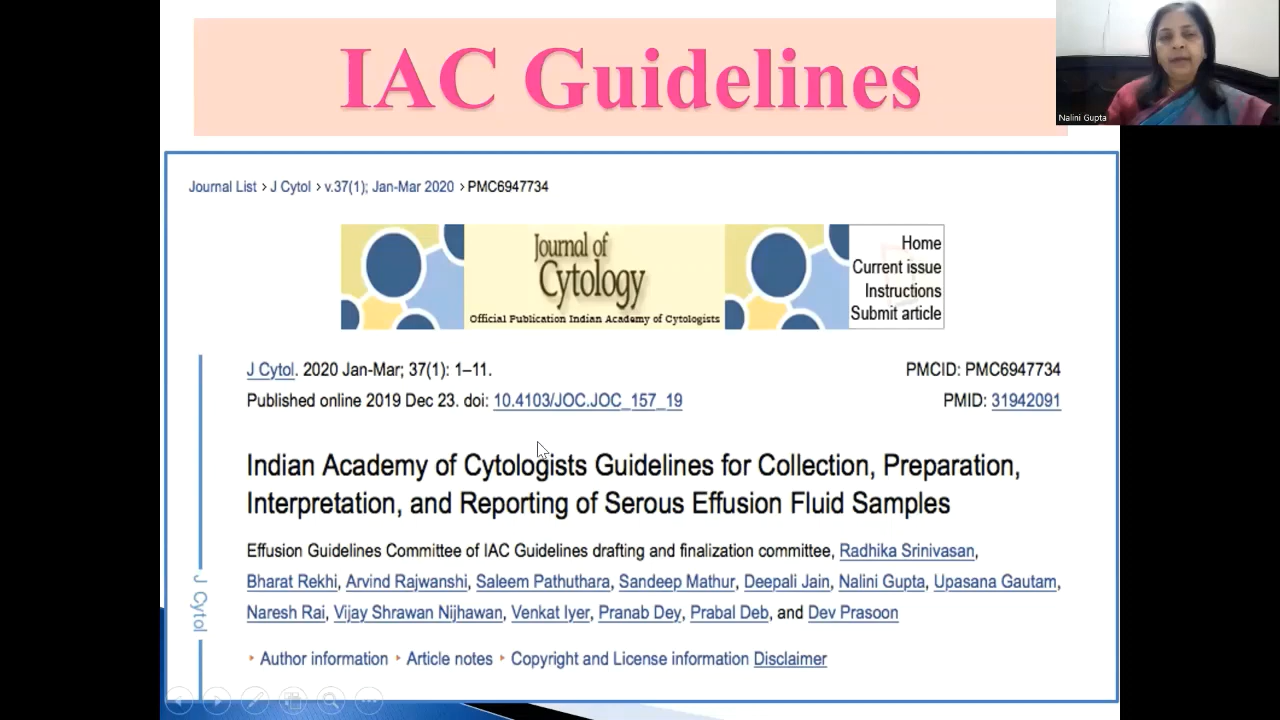 IAC Guidelines
Nalini Gupta
Journal List › J Cytol › v.37(1); Jan-Mar 2020 › PMC6947734
Journal of
Cytology
Official Publication Indian Academy of Cytologists
Home
Current issue
Instructions
Submit article
J Cytol. 2020 Jan-Mar; 37(1): 1–11.
PMCID: PMC6947734
Published online 2019 Dec 23. doi: 10.4103/JOC.JOC_157_19
PMID: 31942091
Indian Academy of Cytologists Guidelines for Collection, Preparation,
Interpretation, and Reporting of Serous Effusion Fluid Samples
Effusion Guidelines Committee of IAC Guidelines drafting and finalization committee, Radhika Srinivasan,
Bharat Rekhi, Arvind Rajwanshi, Saleem Pathuthara, Sandeep Mathur, Deepali Jain, Nalini Gupta, Upasana Gautam,
Naresh Rai, Vijay Shrawan Nijhawan, Venkat Iyer, Pranab Dey, Prabal Deb, and Dev Prasoon
Author information Article notes Copyright and License information Disclaimer
J Cytol